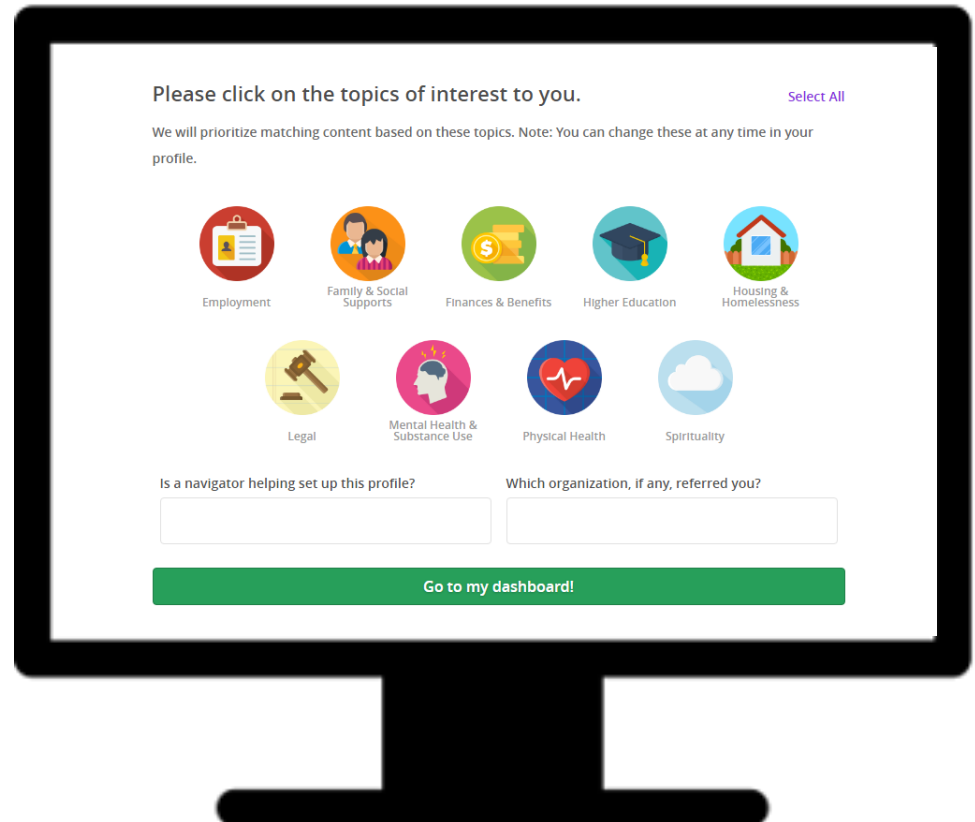 Please click on the topics of interest to you.
Select All
We will prioritize matching content based on these topics. Note: You can change these at any time in your
profile.
Employment
Family & Social
Supports
Finances & Benefits
Higher Education
Housing &
Homelessness
Legal
Mental Health &
Substance Use
Physical Health
Spirituality
Is a navigator helping set up this profile?
Which organization, if any, referred you?
Go to my dashboard!